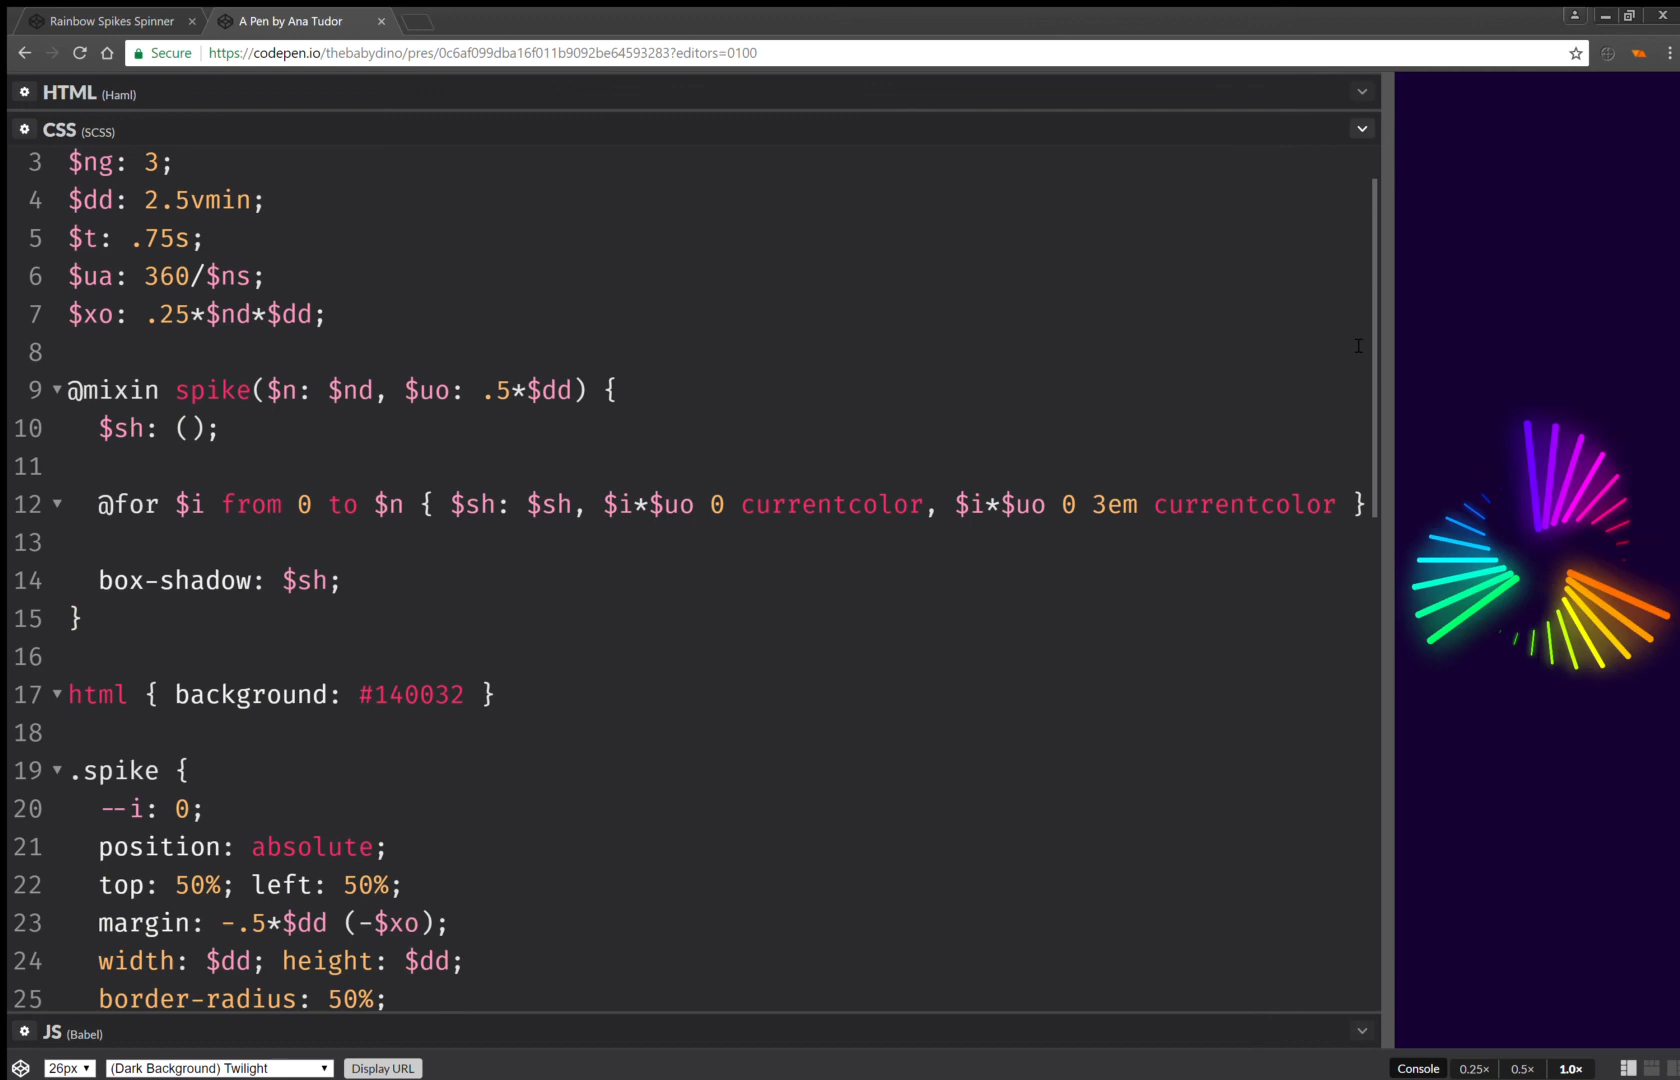 Rainbow Spikes Spinner
A Pen by Ana Tudor
Secure https://codepen.io/thebabydino/pres/0c6af099dba16f011b9092be64593283?editors=0100
HTML (Haml)
CSS (SCSS)
3 $ng: 3;
4 $dd: 2.5vmin;
5 $t: .75s;
6 $ua: 360/$ns;
7 $xo: .25*$nd*$dd;
8
9 @mixin spike($n: $nd, $uo: .5*$dd) {
10 $sh: ();
11
12 @for $i from 0 to $n { $sh: $sh, $i*$uo 0 currentcolor, $i*$uo 0 3em currentcolor }
13
14 box-shadow: $sh;
15 }
16
17 html { background: #140032 }
18
19 .spike {
20 --i: 0;
21 position: absolute;
22 top: 50%; left: 50%;
23 margin: -.5*$dd (-$xo);
24 width: $dd; height: $dd;
25 border-radius: 50%;
JS (Babel)
26px (Dark Background) Twilight Display URL Console 0.25× 0.5× 1.0×